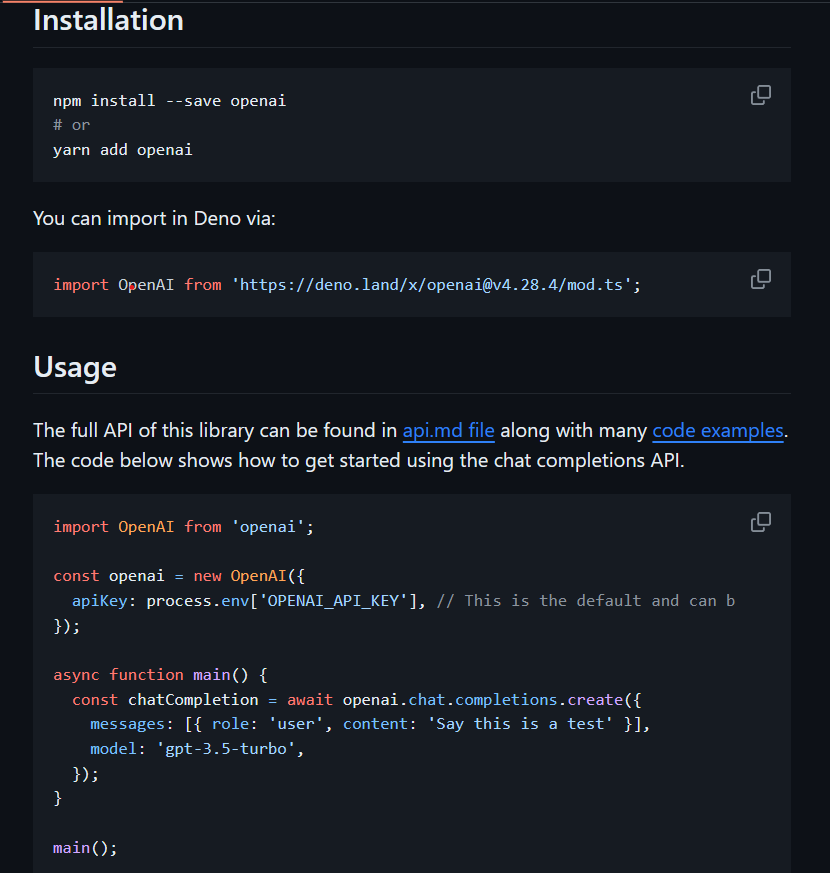 Installation
npm install --save openai
# or
yarn add openai
You can import in Deno via:
import OpenAI from 'https://deno.land/x/openai@v4.28.4/mod.ts';
Usage
The full API of this library can be found in api.md file along with many code examples.
The code below shows how to get started using the chat completions API.
import OpenAI from 'openai';
const openai = new OpenAI({
  apiKey: process.env['OPENAI_API_KEY'], // This is the default and can b
});
async function main() {
  const chatCompletion = await openai.chat.completions.create({
    messages: [{ role: 'user', content: 'Say this is a test' }],
    model: 'gpt-3.5-turbo',
  });
}
main();